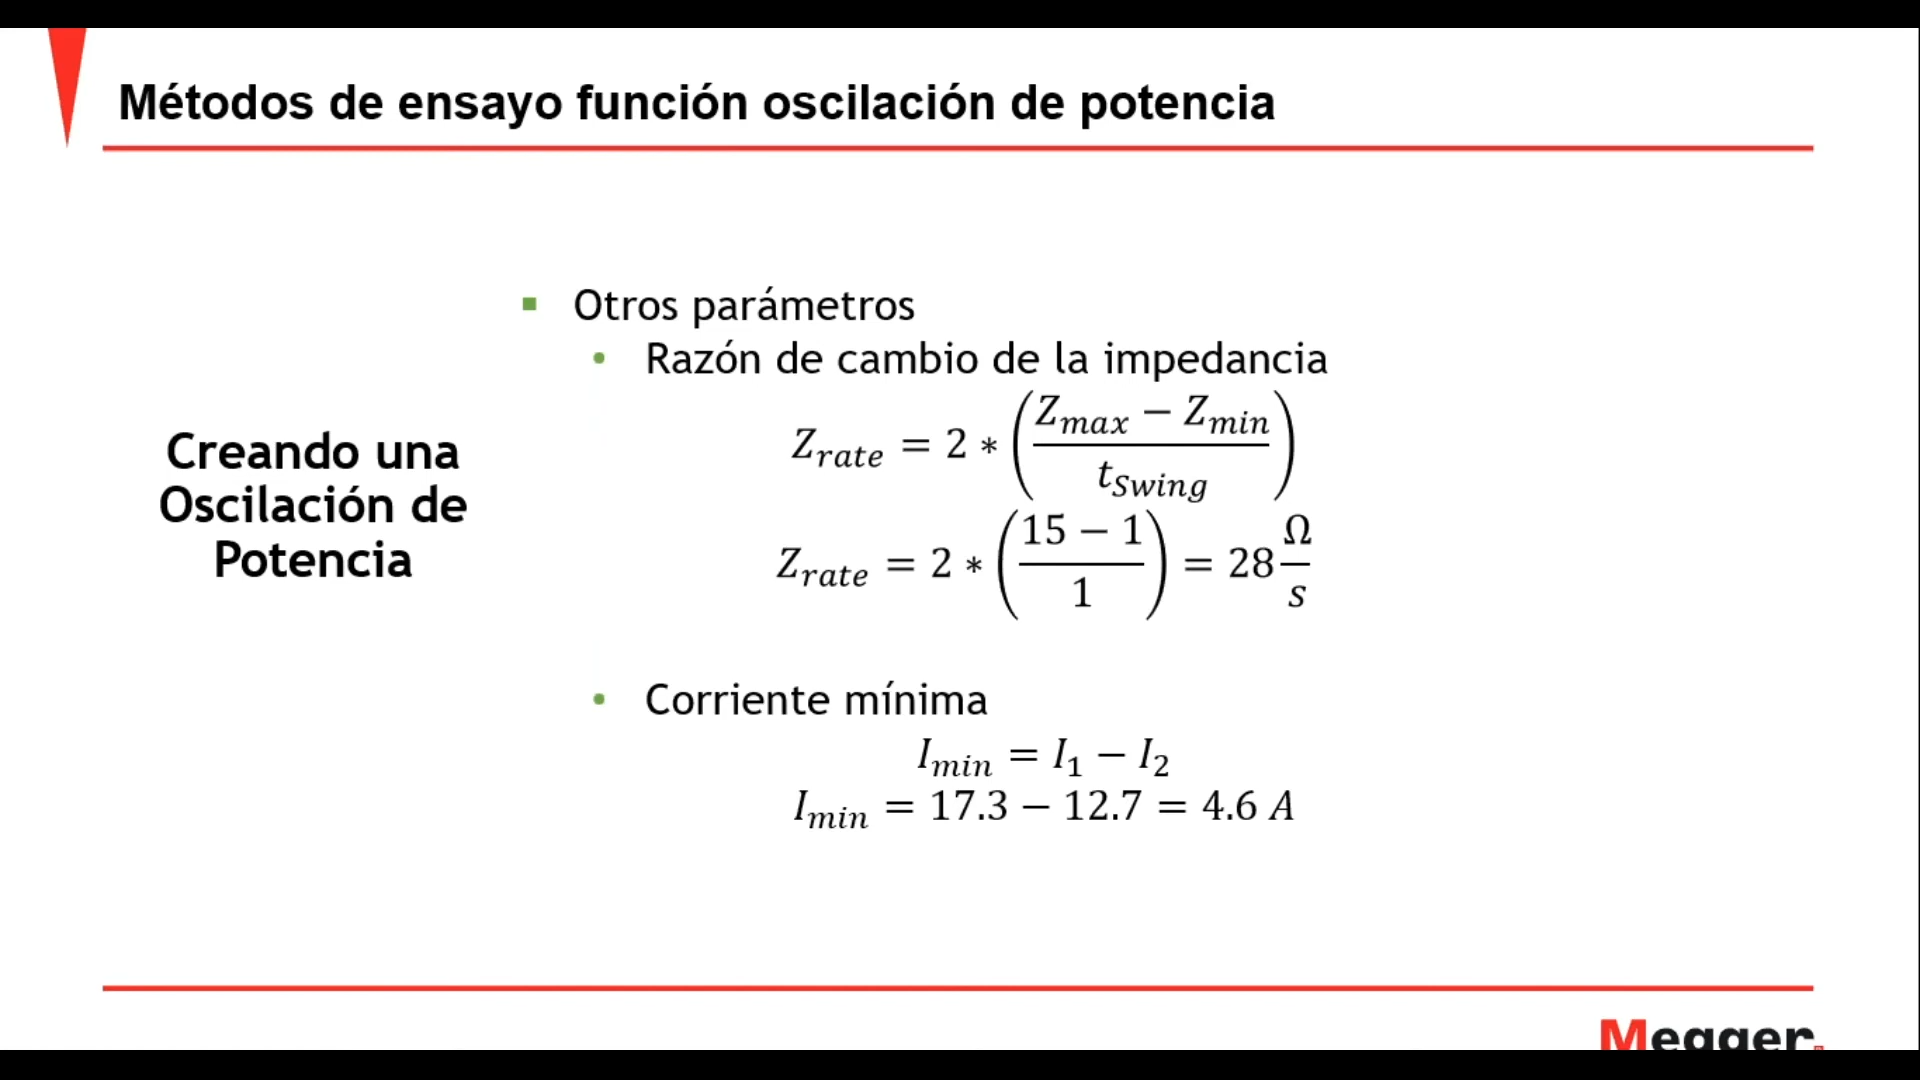 Métodos de ensayo función oscilación de potencia
Creando una
Oscilación de
Potencia
▪ Otros parámetros
• Razón de cambio de la impedancia
Z_rate = 2 * ((Z_max − Z_min) / t_Swing)
Z_rate = 2 * ((15 − 1) / 1) = 28 Ω/s
• Corriente mínima
I_min = I_1 − I_2
I_min = 17.3 − 12.7 = 4.6 A
Megger.